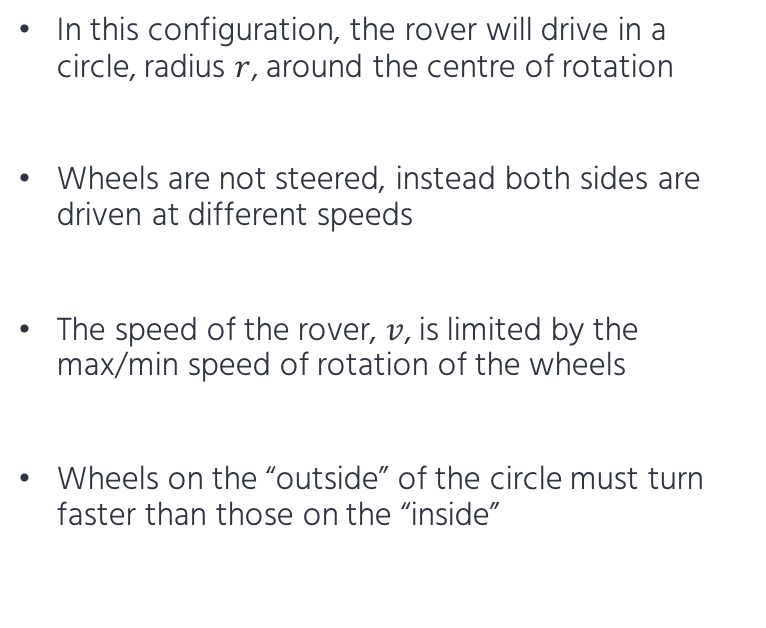 • In this configuration, the rover will drive in a
circle, radius r, around the centre of rotation
• Wheels are not steered, instead both sides are
driven at different speeds
• The speed of the rover, v, is limited by the
max/min speed of rotation of the wheels
• Wheels on the “outside” of the circle must turn
faster than those on the “inside”